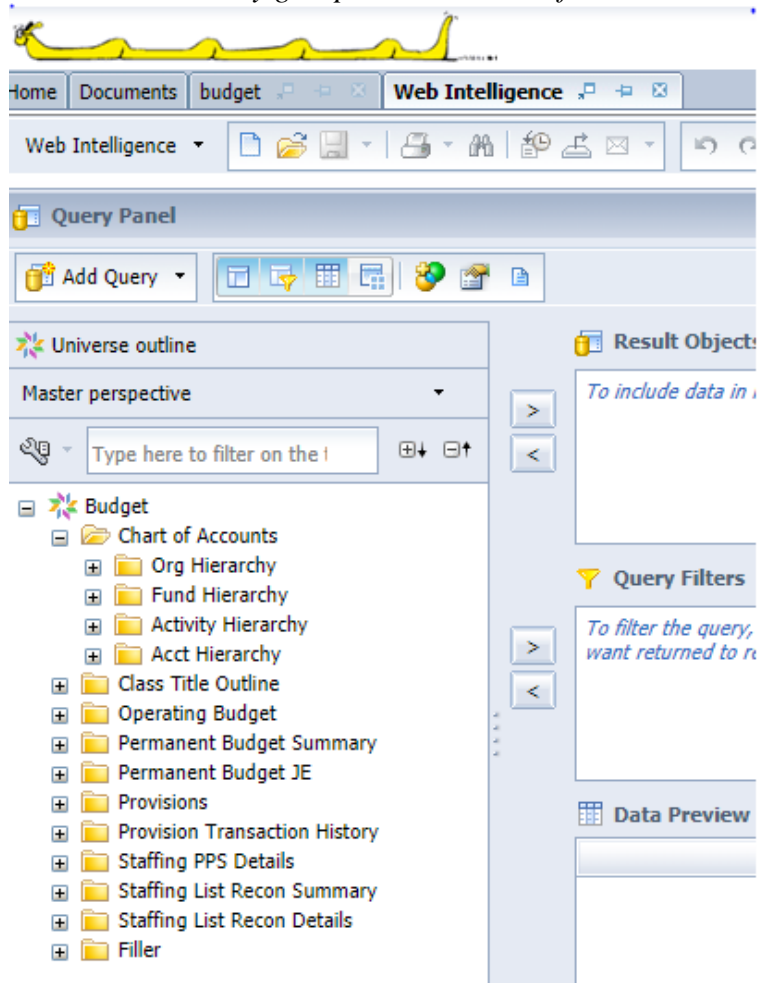 Home Documents budget Web Intelligence
Web Intelligence
Query Panel
Add Query
Universe outline
Master perspective
Type here to filter on the t
Budget
Chart of Accounts
Org Hierarchy
Fund Hierarchy
Activity Hierarchy
Acct Hierarchy
Class Title Outline
Operating Budget
Permanent Budget Summary
Permanent Budget JE
Provisions
Provision Transaction History
Staffing PPS Details
Staffing List Recon Summary
Staffing List Recon Details
Filler
>
<
Result Objects
To include data in
>
<
Query Filters
To filter the query,
want returned to
Data Preview